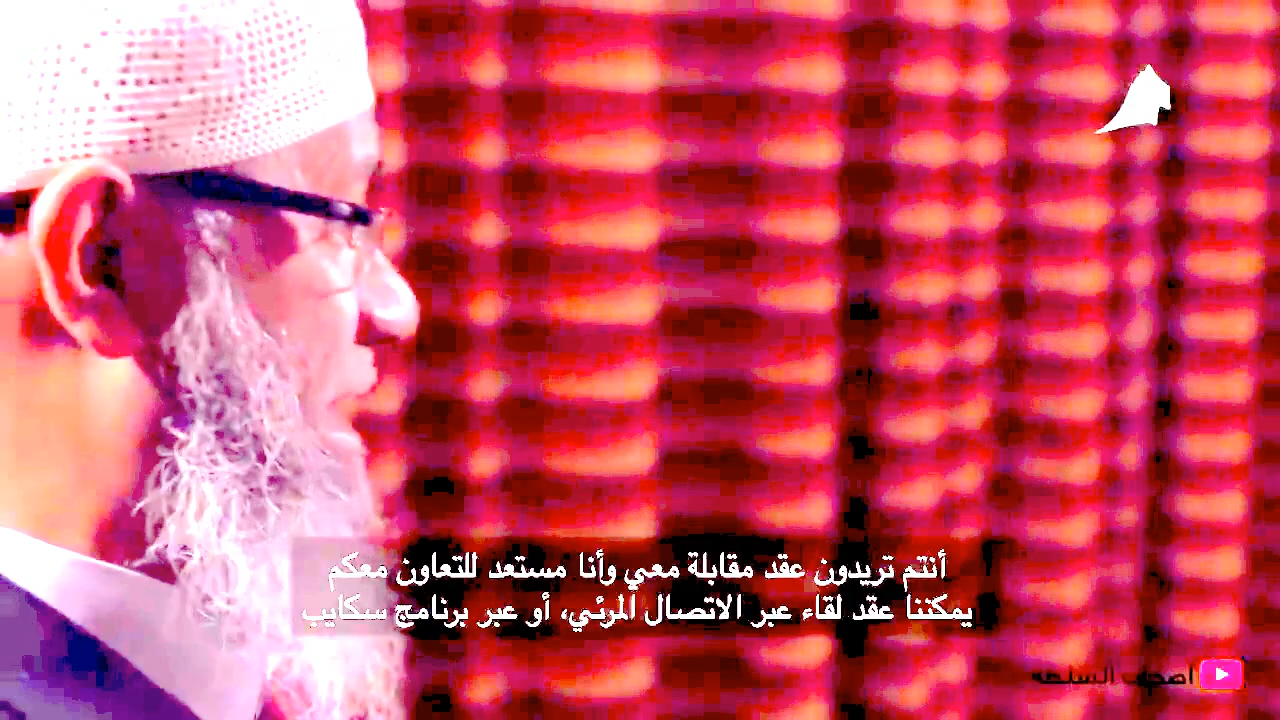 أنتم تريدون عقد مقابلة معي وأنا مستعد للتعاون معكم
يمكننا عقد لقاء عبر الاتصال المرئي، أو عبر برنامج سكايب
اصحاب السلطة